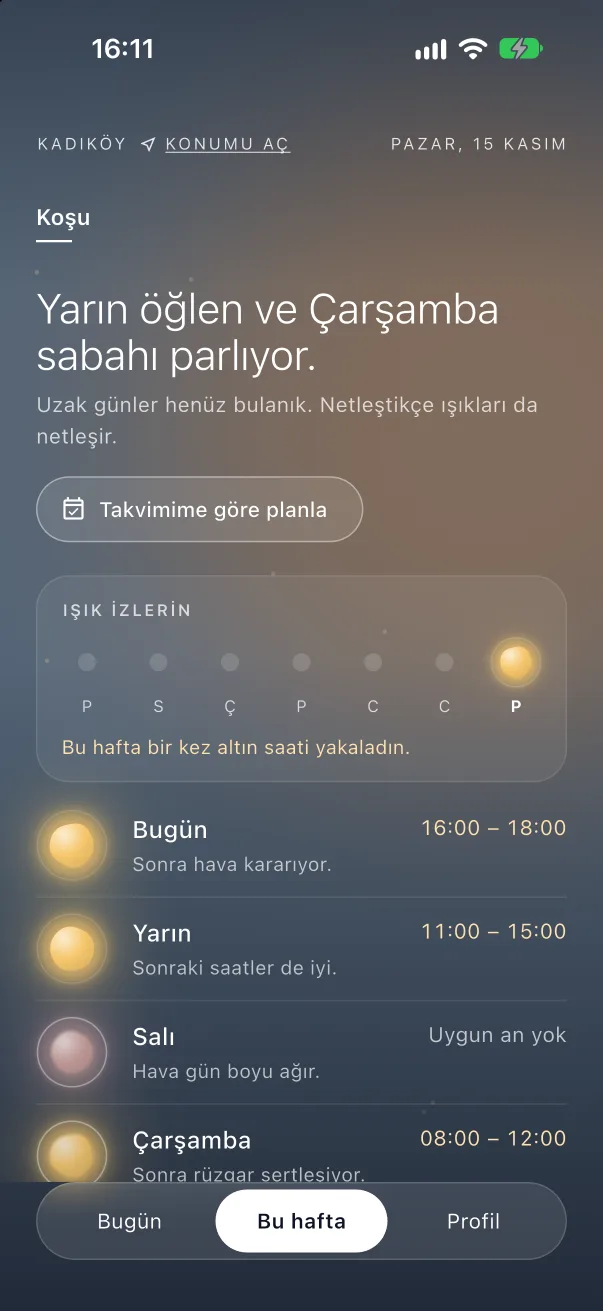 16:11
KADIKÖY KONUMU AÇ PAZAR, 15 KASIM
Koşu
Yarın öğlen ve Çarşamba
sabahı parlıyor.
Uzak günler henüz bulanık. Netleştikçe ışıkları da
netleşir.
Takvimime göre planla
IŞIK İZLERİN
P S Ç P C C P
Bu hafta bir kez altın saati yakaladın.
Bugün 16:00 – 18:00
Sonra hava kararıyor.
Yarın 11:00 – 15:00
Sonraki saatler de iyi.
Salı Uygun an yok
Hava gün boyu ağır.
Çarşamba 08:00 – 12:00
Sonra rüzgar sertleşiyor.
Bugün Bu hafta Profil